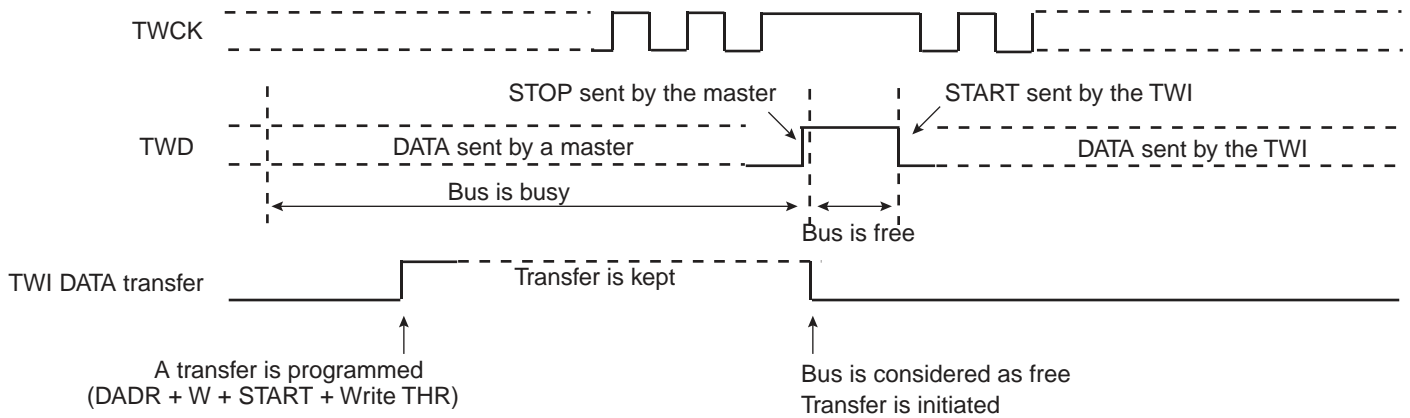 TWCK
STOP sent by the master
START sent by the TWI
TWD
DATA sent by a master
DATA sent by the TWI
Bus is busy
Bus is free
TWI DATA transfer
Transfer is kept
A transfer is programmed
(DADR + W + START + Write THR)
Bus is considered as free
Transfer is initiated